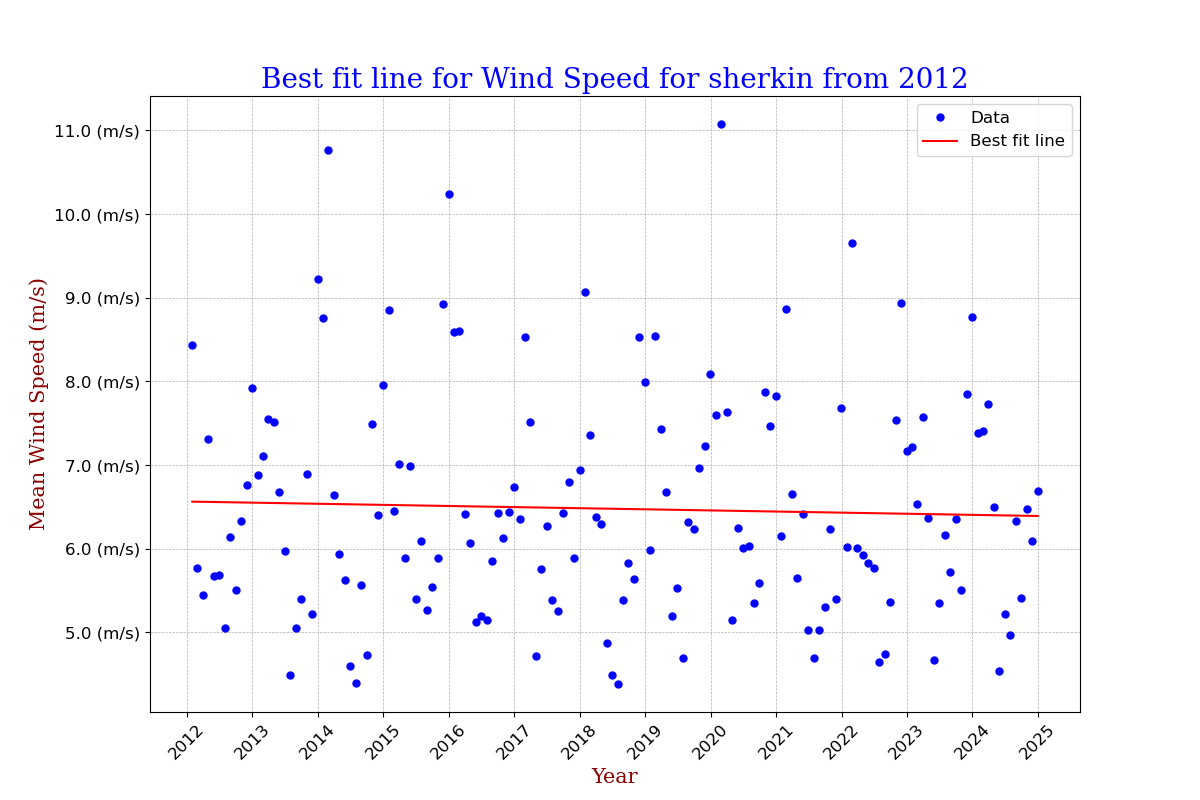 Best fit line for Wind Speed for sherkin from 2012
Data
Best fit line
Mean Wind Speed (m/s)
11.0 (m/s)
10.0 (m/s)
9.0 (m/s)
8.0 (m/s)
7.0 (m/s)
6.0 (m/s)
5.0 (m/s)
2012 2013 2014 2015 2016 2017 2018 2019 2020 2021 2022 2023 2024 2025
Year